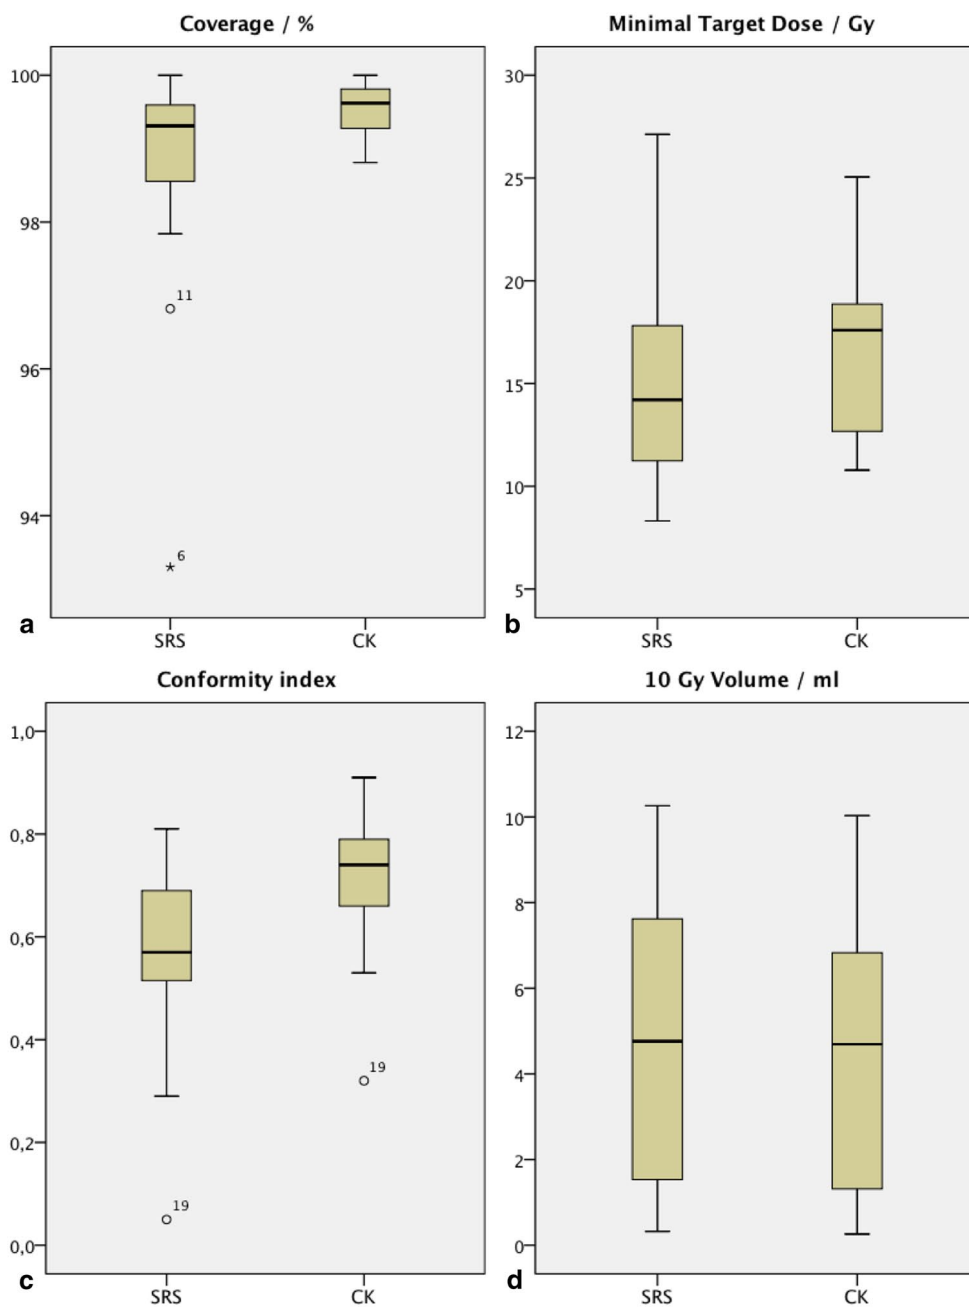 Coverage / %
100
98
96
94
11
6
a
SRS
CK
Minimal Target Dose / Gy
30
25
20
15
10
5
b
SRS
CK
Conformity index
1,0
0,8
0,6
0,4
0,2
0,0
19
19
c
SRS
CK
10 Gy Volume / ml
12
10
8
6
4
2
0
d
SRS
CK